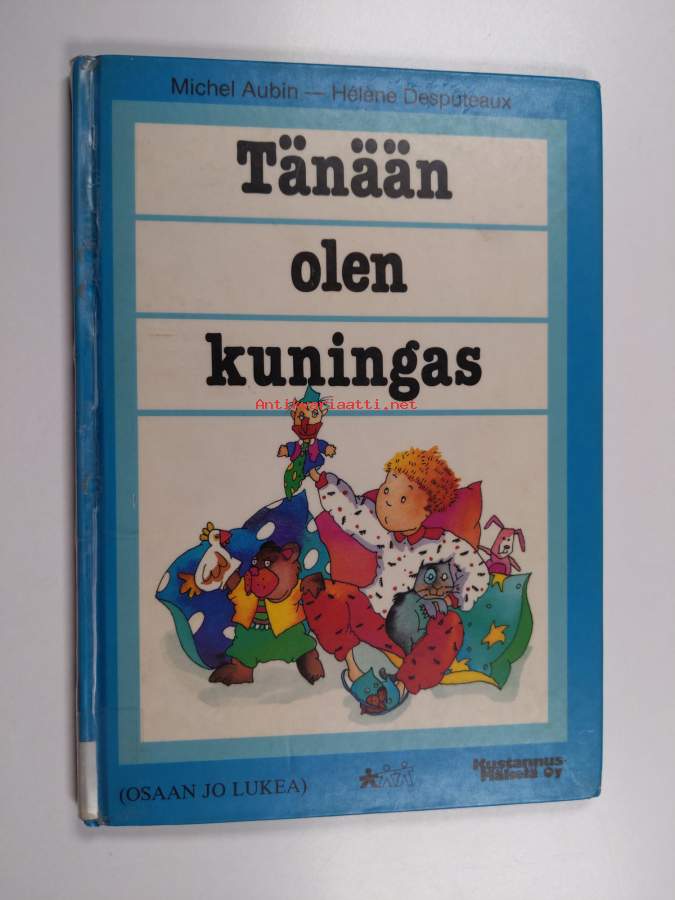 Michel Aubin — Hélène Desputeaux
Tänään
olen
kuningas
Antikvariaatti.net
(OSAAN JO LUKEA)
Kustannus-
Mäkelä Oy